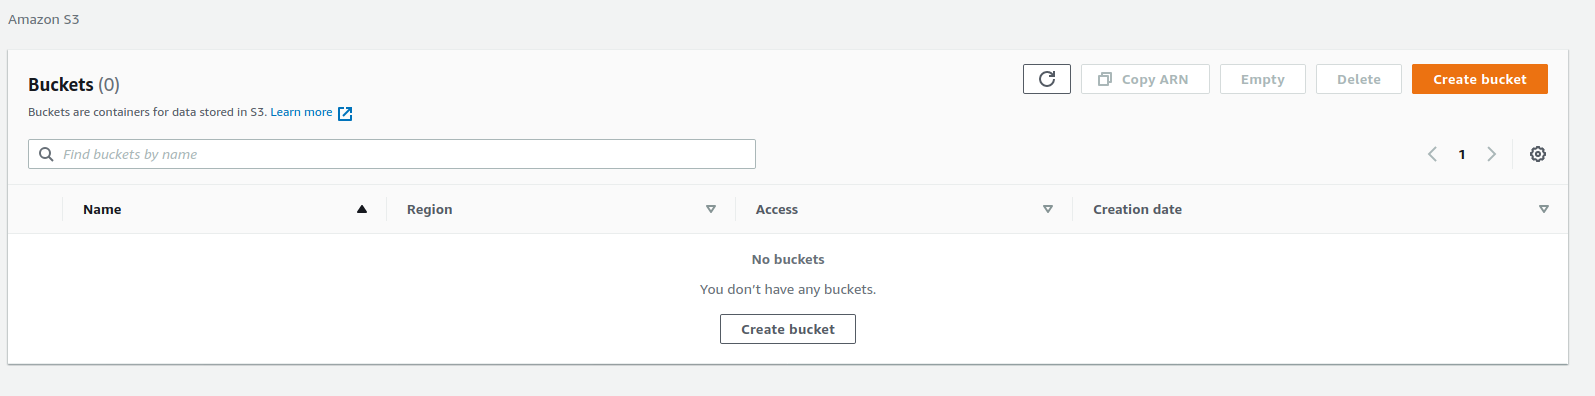 Amazon S3
Buckets (0)
Copy ARN
Empty
Delete
Create bucket
Buckets are containers for data stored in S3. Learn more
Find buckets by name
1
Name
Region
Access
Creation date
No buckets
You don’t have any buckets.
Create bucket